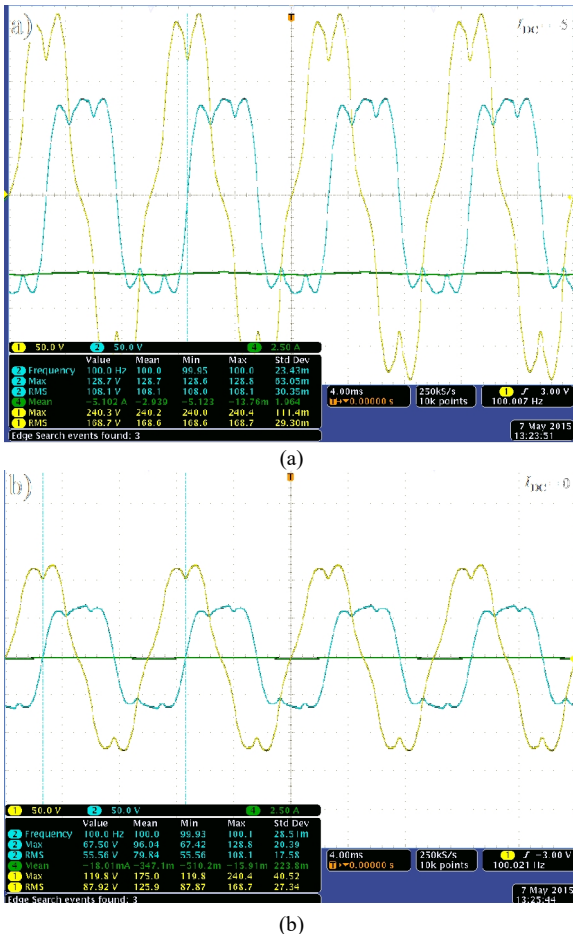 a)
I_DC = -5
1 50.0 V 2 50.0 V 4 2.50 A
Value Mean Min Max Std Dev
2 Frequency 100.0 Hz 100.0 99.95 100.0 23.43m
2 Max 128.7 V 128.7 128.6 128.8 63.05m
2 RMS 108.1 V 108.1 108.0 108.1 30.35m
4 Mean -5.102 A -2.939 -5.123 -13.76m 1.964
1 Max 240.3 V 240.2 240.0 240.4 111.4m
1 RMS 168.7 V 168.6 168.6 168.7 29.30m
Edge Search events found: 3
4.00ms 250kS/s 1 3.00 V
T 0.00000 s 10k points 100.007 Hz
7 May 2015
13:23:51
(a)
b)
I_DC = 0
1 50.0 V 2 50.0 V 4 2.50 A
Value Mean Min Max Std Dev
2 Frequency 100.0 Hz 100.0 99.93 100.1 28.51m
2 Max 67.50 V 96.04 67.42 128.8 20.39
2 RMS 55.56 V 79.84 55.56 108.1 17.58
4 Mean -18.01mA -347.1m -510.2m -15.91m 223.8m
1 Max 119.8 V 175.0 119.8 240.4 40.52
1 RMS 87.92 V 125.9 87.87 168.7 27.34
Edge Search events found: 3
4.00ms 250kS/s 1 -3.00 V
T 0.00000 s 10k points 100.021 Hz
7 May 2015
13:25:44
(b)